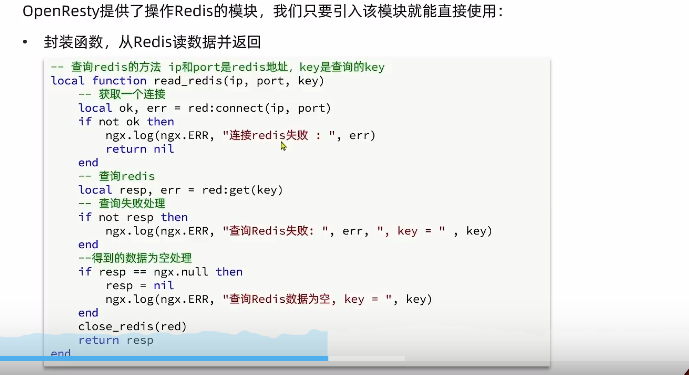 OpenResty提供了操作Redis的模块，我们只要引入该模块就能直接使用：
• 封装函数，从Redis读数据并返回
-- 查询redis的方法 ip和port是redis地址，key是查询的key
local function read_redis(ip, port, key)
    -- 获取一个连接
    local ok, err = red:connect(ip, port)
    if not ok then
        ngx.log(ngx.ERR, "连接redis失败 : ", err)
        return nil
    end
    -- 查询redis
    local resp, err = red:get(key)
    -- 查询失败处理
    if not resp then
        ngx.log(ngx.ERR, "查询Redis失败: ", err, ", key = " , key)
    end
    --得到的数据为空处理
    if resp == ngx.null then
        resp = nil
        ngx.log(ngx.ERR, "查询Redis数据为空, key = ", key)
    end
    close_redis(red)
    return resp
end